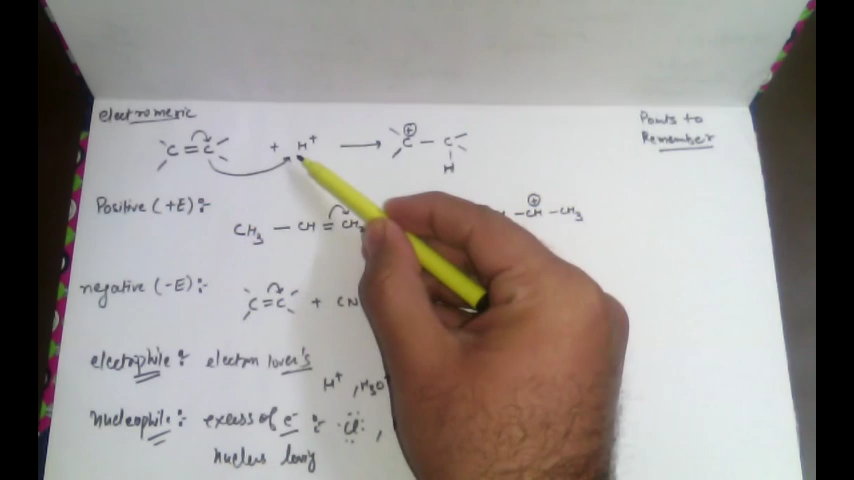 electromeric
Points to
Remember
C = C + H⁺ → C⊕ – C
H
Positive (+E) :-
CH₃ — CH = CH₂
⊕
–CH –CH₃
negative (-E) :-
C = C + CN
electrophile : electron lover's
H⁺, H₃O⁺
nucleophile :- excess of e⁻ : Cl ,
nucleus loving